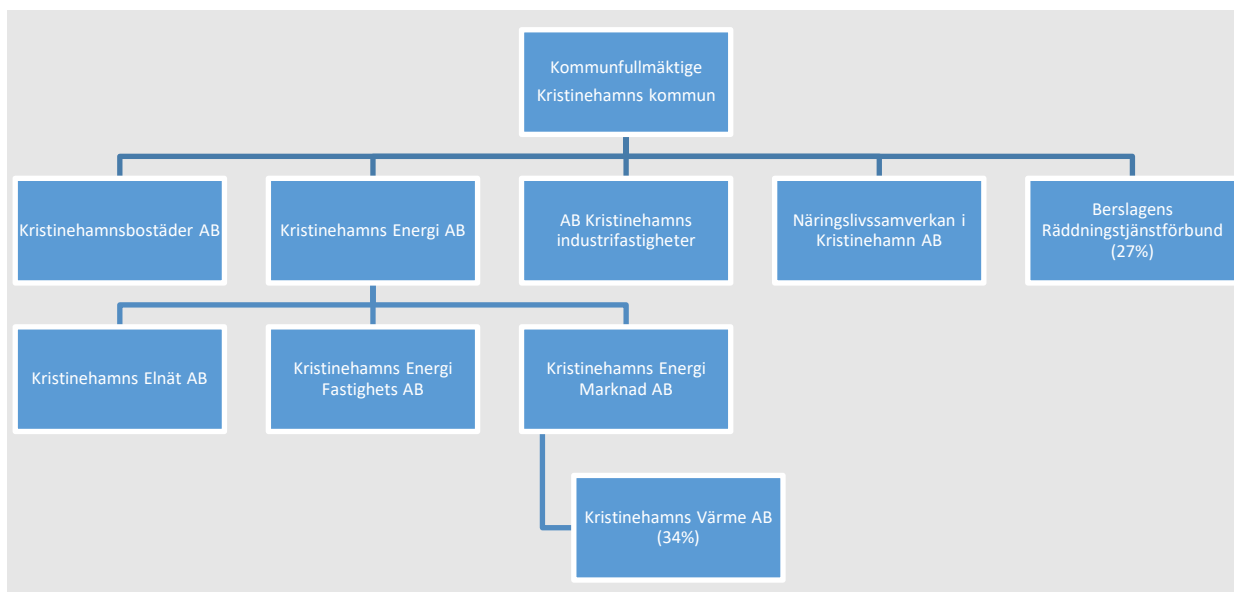 Kommunfullmäktige
Kristinehamns kommun
Kristinehamnsbostäder AB
Kristinehamns Energi AB
AB Kristinehamns
industrifastigheter
Näringslivssamverkan i
Kristinehamn AB
Berslagens
Räddningstjänstförbund
(27%)
Kristinehamns Elnät AB
Kristinehamns Energi
Fastighets AB
Kristinehamns Energi
Marknad AB
Kristinehamns Värme AB
(34%)